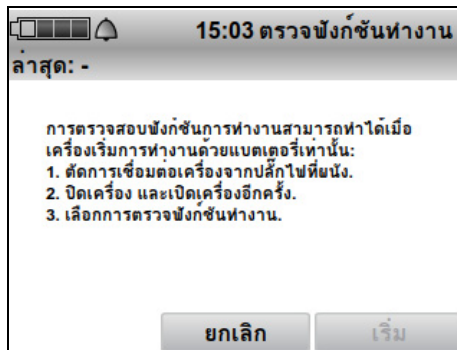 15:03 ตรวจฟังก์ชันทำงาน
ล่าสุด: -
การตรวจสอบฟังก์ชันการทำงานสามารถทำได้เมื่อ
เครื่องเริ่มการทำงานด้วยแบตเตอรี่เท่านั้น:
1. ตัดการเชื่อมต่อเครื่องจากปลั๊กไฟที่ผนัง.
2. ปิดเครื่อง และเปิดเครื่องอีกครั้ง.
3. เลือกการตรวจฟังก์ชันทำงาน.
ยกเลิก
เริ่ม